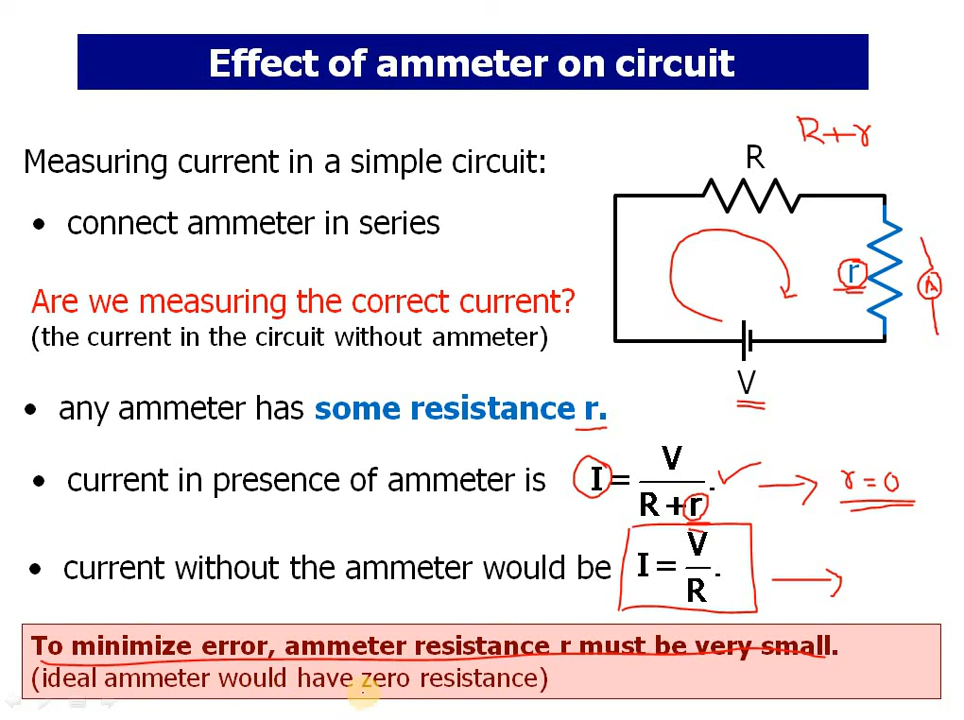 Effect of ammeter on circuit
R+r
Measuring current in a simple circuit:
R
• connect ammeter in series
r
A
Are we measuring the correct current?
(the current in the circuit without ammeter)
V
• any ammeter has some resistance r.
• current in presence of ammeter is I = V / R + r.
r = 0
• current without the ammeter would be I = V / R.
To minimize error, ammeter resistance r must be very small.
(ideal ammeter would have zero resistance)